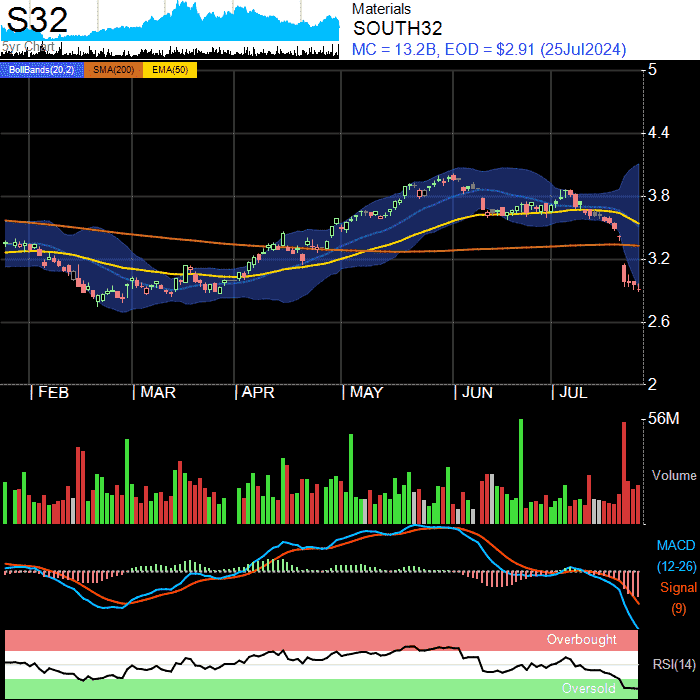 S32
5yr Chart
Materials
SOUTH32
MC = 13.2B, EOD = $2.91 (25Jul2024)
BollBands(20,2) SMA(200) EMA(50)
5
4.4
3.8
3.2
2.6
2
| FEB | MAR | APR | MAY | JUN | JUL
56M
Volume
MACD
(12-26)
Signal
(9)
Overbought
RSI(14)
Oversold